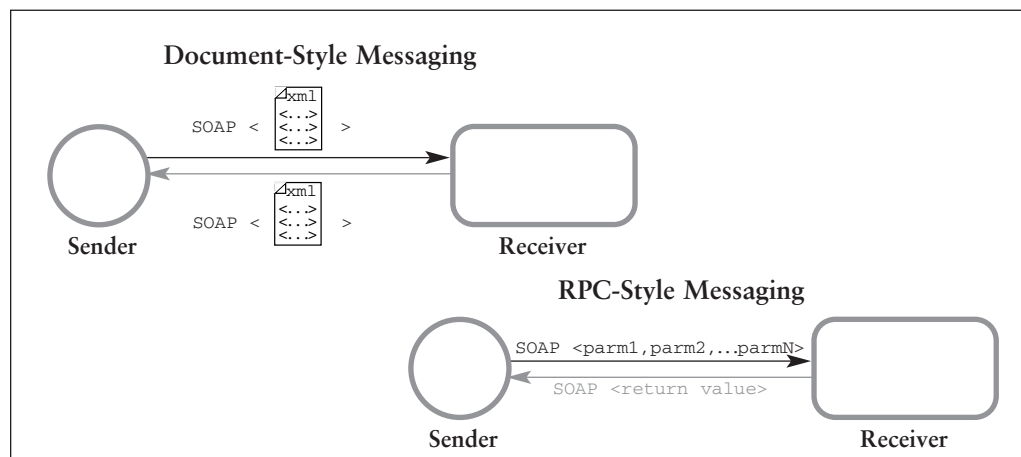 Document-Style Messaging
xml
<...>
<...>
<...>
SOAP < >
xml
<...>
<...>
<...>
SOAP < >
Sender
Receiver
RPC-Style Messaging
SOAP <parm1,parm2,...parmN>
SOAP <return value>
Sender
Receiver